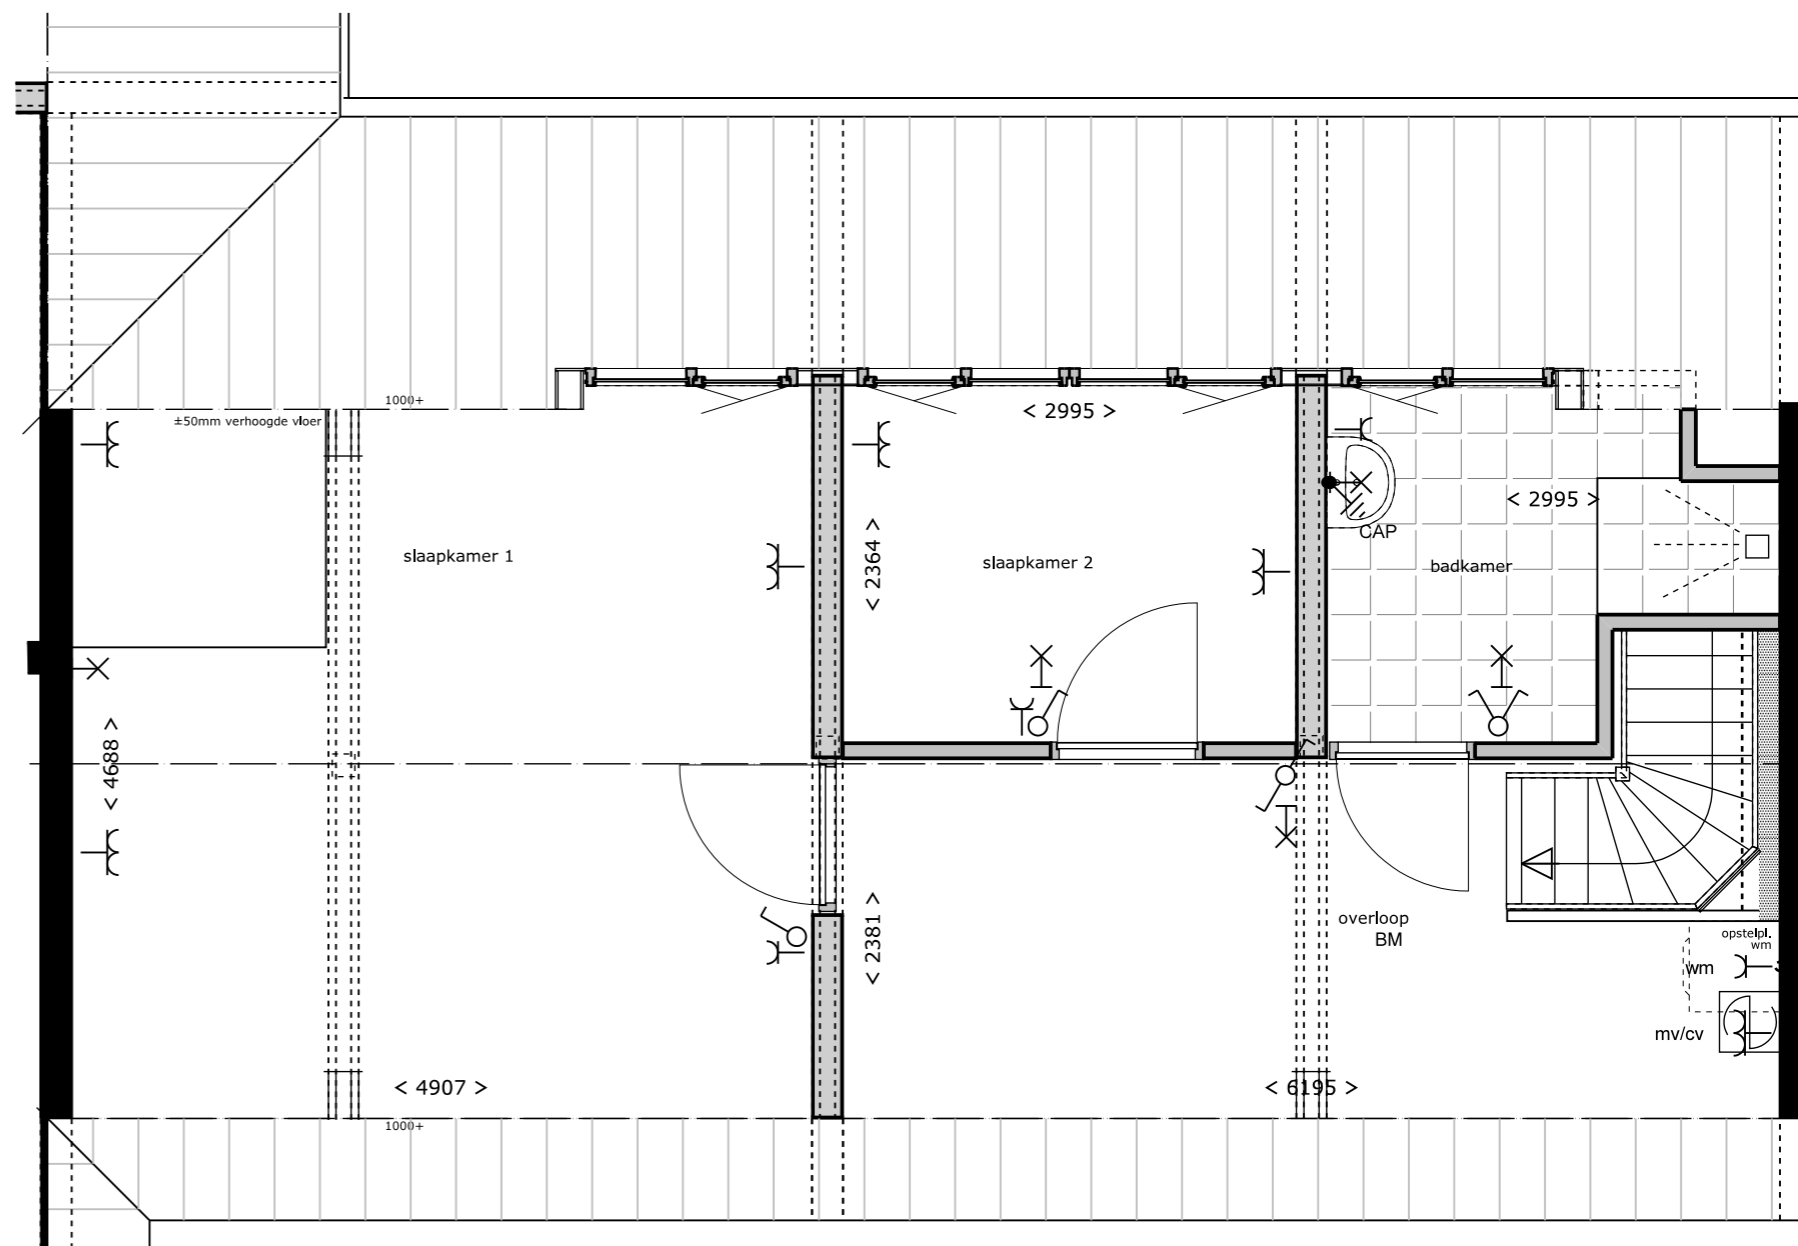 1000+
±50mm verhoogde vloer
< 2995 >
< 2995 >
CAP
slaapkamer 1
< 2364 >
slaapkamer 2
badkamer
< 4688 >
< 2381 >
overloop
BM
opstelpl.
wm
wm
mv/cv
< 4907 >
< 6195 >
1000+